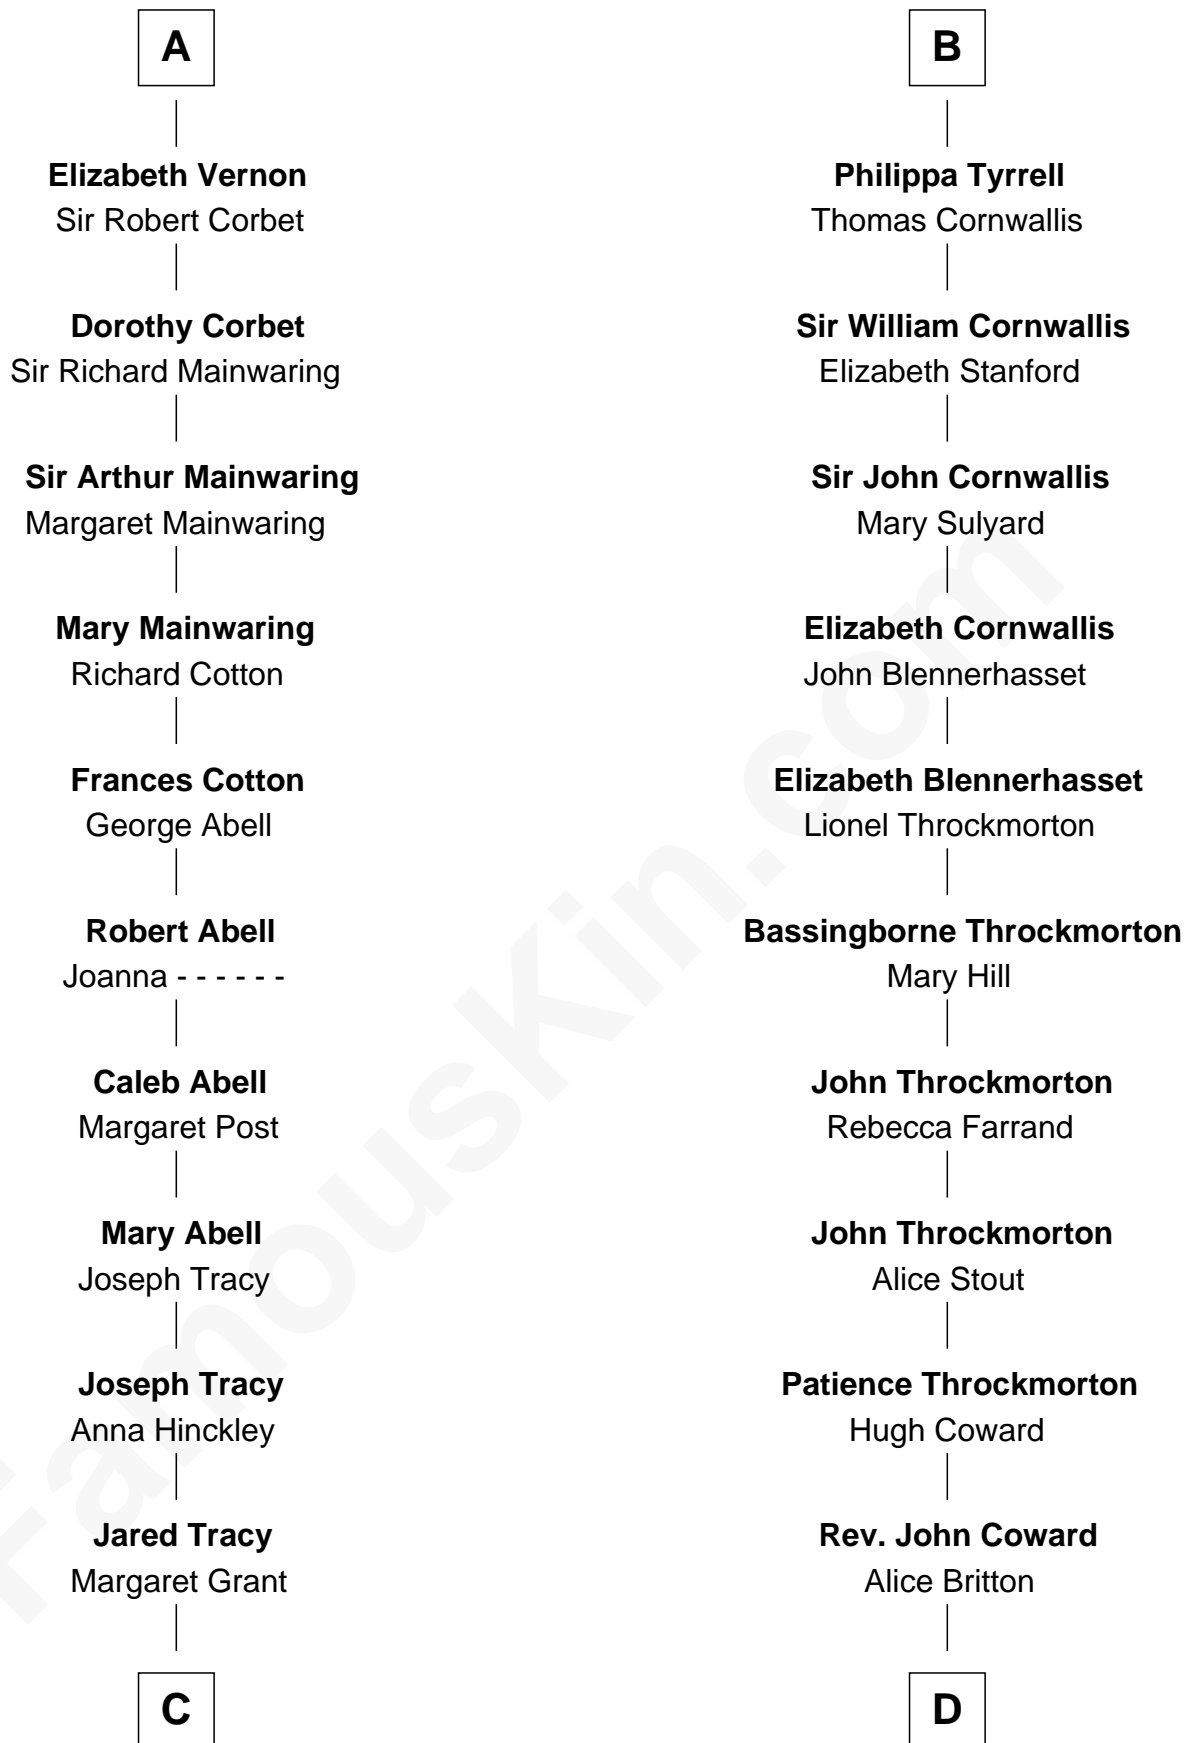 A
Elizabeth Vernon
Sir Robert Corbet
Dorothy Corbet
Sir Richard Mainwaring
Sir Arthur Mainwaring
Margaret Mainwaring
Mary Mainwaring
Richard Cotton
Frances Cotton
George Abell
Robert Abell
Joanna - - - - - -
Caleb Abell
Margaret Post
Mary Abell
Joseph Tracy
Joseph Tracy
Anna Hinckley
Jared Tracy
Margaret Grant
C
B
Philippa Tyrrell
Thomas Cornwallis
Sir William Cornwallis
Elizabeth Stanford
Sir John Cornwallis
Mary Sulyard
Elizabeth Cornwallis
John Blennerhasset
Elizabeth Blennerhasset
Lionel Throckmorton
Bassingborne Throckmorton
Mary Hill
John Throckmorton
Rebecca Farrand
John Throckmorton
Alice Stout
Patience Throckmorton
Hugh Coward
Rev. John Coward
Alice Britton
D
FamousKin.com